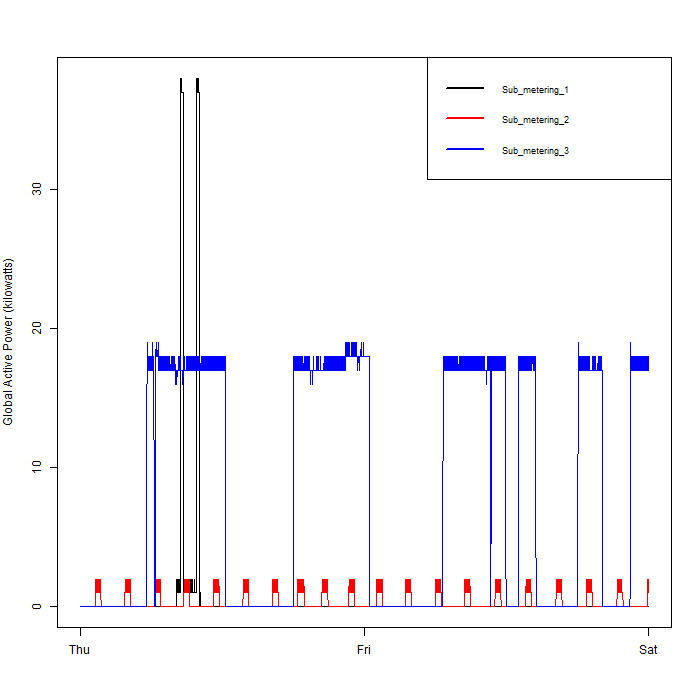 Sub_metering_1
Sub_metering_2
Sub_metering_3
Global Active Power (kilowatts)
30
20
10
0
Thu Fri Sat